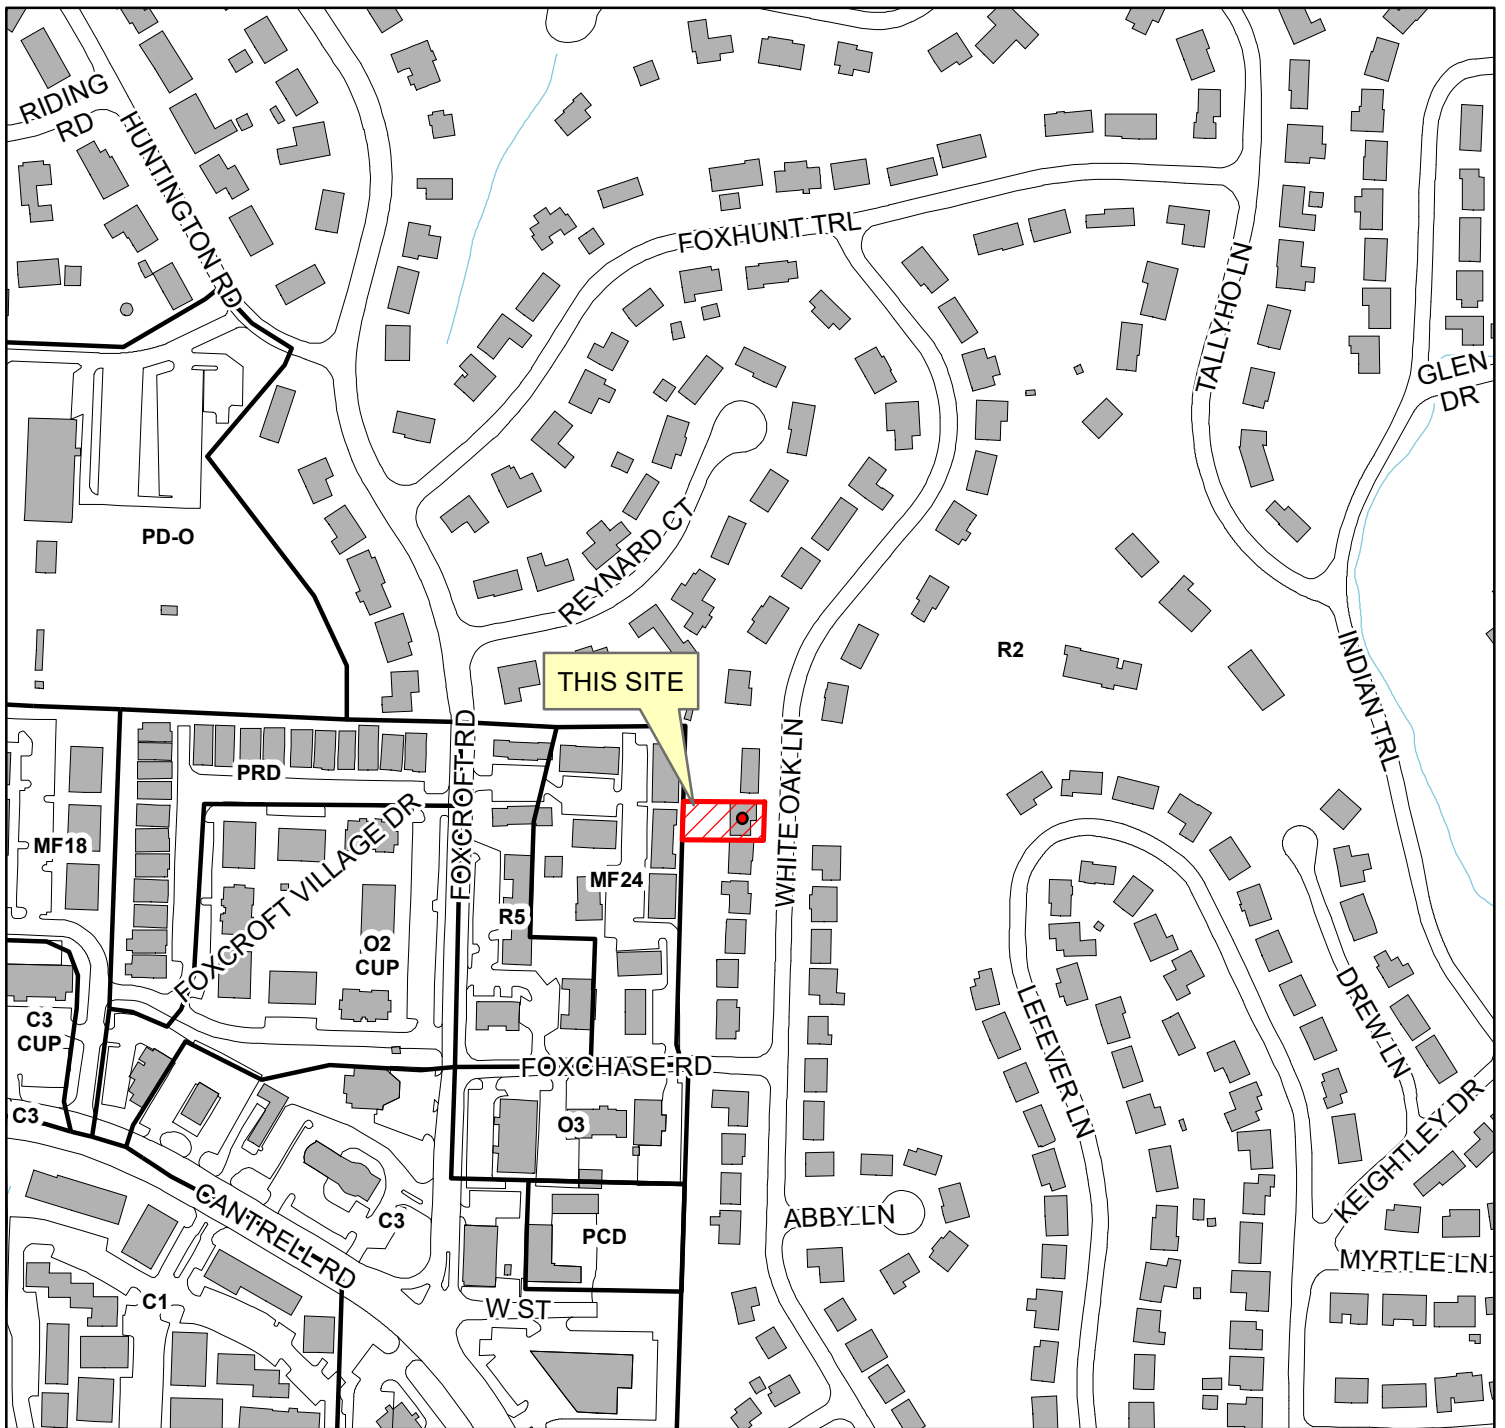 RIDING
RD
HUNTINGTON RD
FOXHUNT TRL
TALLYHO LN
GLEN
DR
REYNARD CT
PD-O
THIS SITE
R2
INDIAN TRL
FOXCROFT RD
WHITE OAK LN
PRD
FOXCROFT VILLAGE DR
MF18
MF24
R5
O2
CUP
C3
CUP
LEFEVER LN
DREW LN
FOXCHASE RD
C3
O3
KEIGHTLEY DR
CANTRELL RD
C3
ABBY LN
PCD
MYRTLE LN
C1
W ST